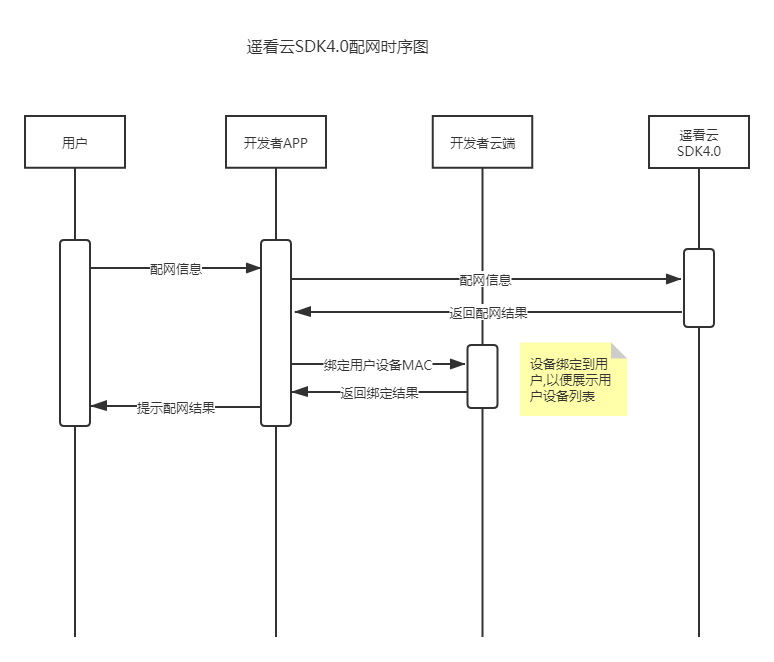 遥看云SDK4.0配网时序图
用户
开发者APP
开发者云端
遥看云
SDK4.0
配网信息
配网信息
返回配网结果
绑定用户设备MAC
设备绑定到用
户,以便展示用
户设备列表
返回绑定结果
提示配网结果